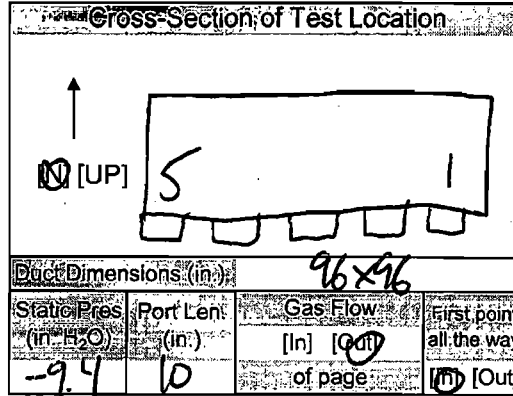 Cross-Section of Test Location
[N] [UP]
5 1
Duct Dimensions (in.) 96x96
Static Pres Port Len Gas Flow First point
(in. H2O) (in.) [In] [Out] all the way
-9.4 10 of page [In] [Out